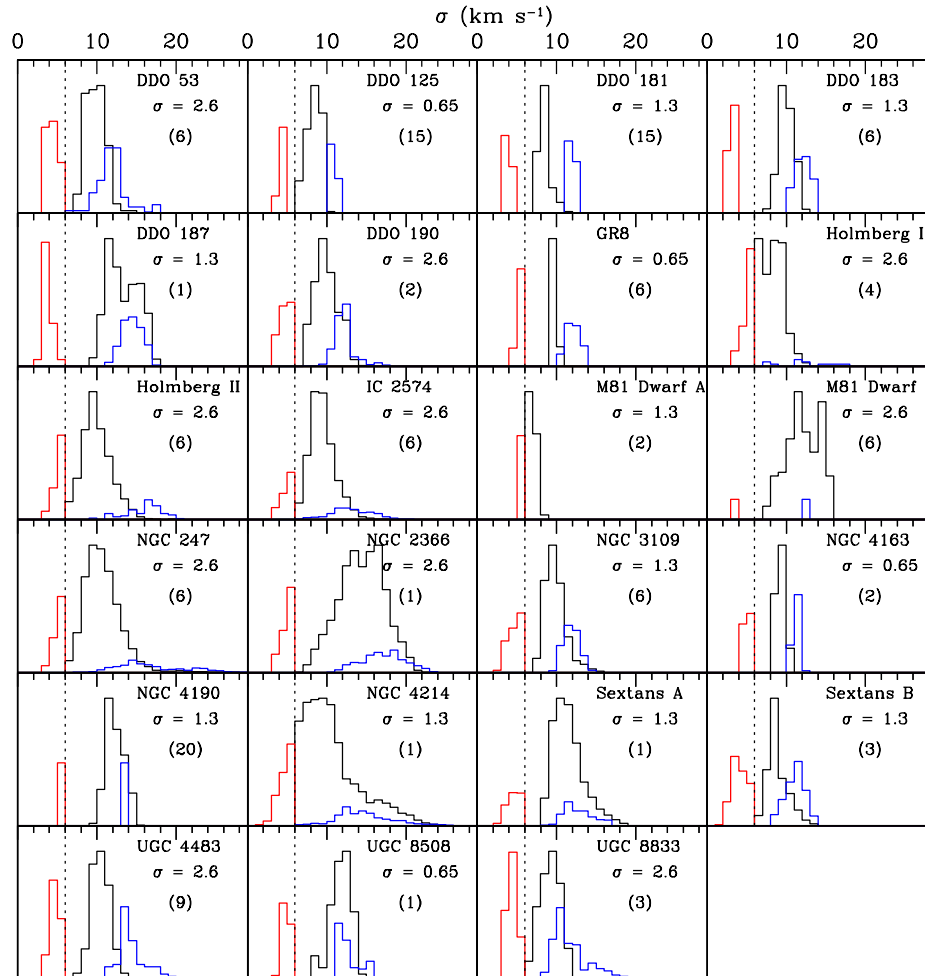 σ (km s⁻¹)
0 10 20 0 10 20 0 10 20 0 10 20
DDO 53 DDO 125 DDO 181 DDO 183
σ = 2.6 σ = 0.65 σ = 1.3 σ = 1.3
(6) (15) (15) (6)
DDO 187 DDO 190 GR8 Holmberg I
σ = 1.3 σ = 2.6 σ = 0.65 σ = 2.6
(1) (2) (6) (4)
Holmberg II IC 2574 M81 Dwarf A M81 Dwarf
σ = 2.6 σ = 2.6 σ = 1.3 σ = 2.6
(6) (6) (2) (6)
NGC 247 NGC 2366 NGC 3109 NGC 4163
σ = 2.6 σ = 2.6 σ = 1.3 σ = 0.65
(6) (1) (6) (2)
NGC 4190 NGC 4214 Sextans A Sextans B
σ = 1.3 σ = 1.3 σ = 1.3 σ = 1.3
(20) (1) (1) (3)
UGC 4483 UGC 8508 UGC 8833
σ = 2.6 σ = 0.65 σ = 2.6
(9) (1) (3)